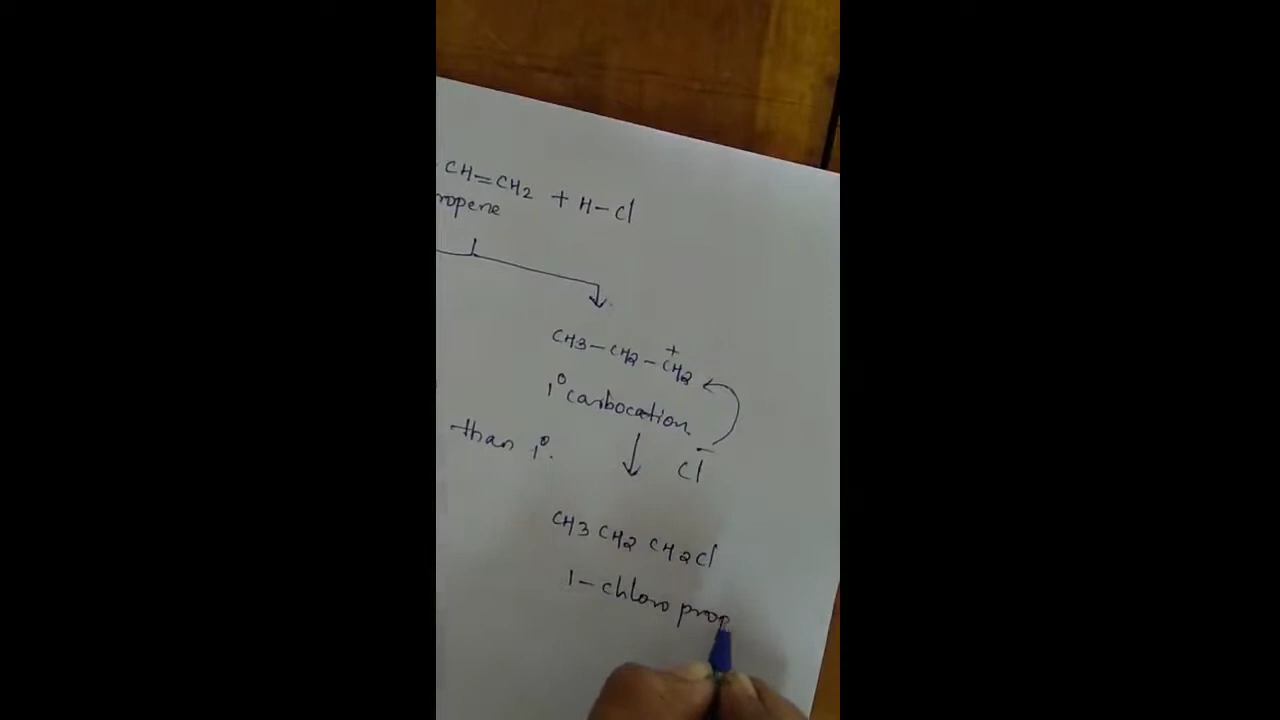 CH=CH2 + H-Cl
ropene
CH3-CH2-CH2
+
1° carbocation
than 1°.
Cl-
CH3 CH2 CH2Cl
1-chloro prop